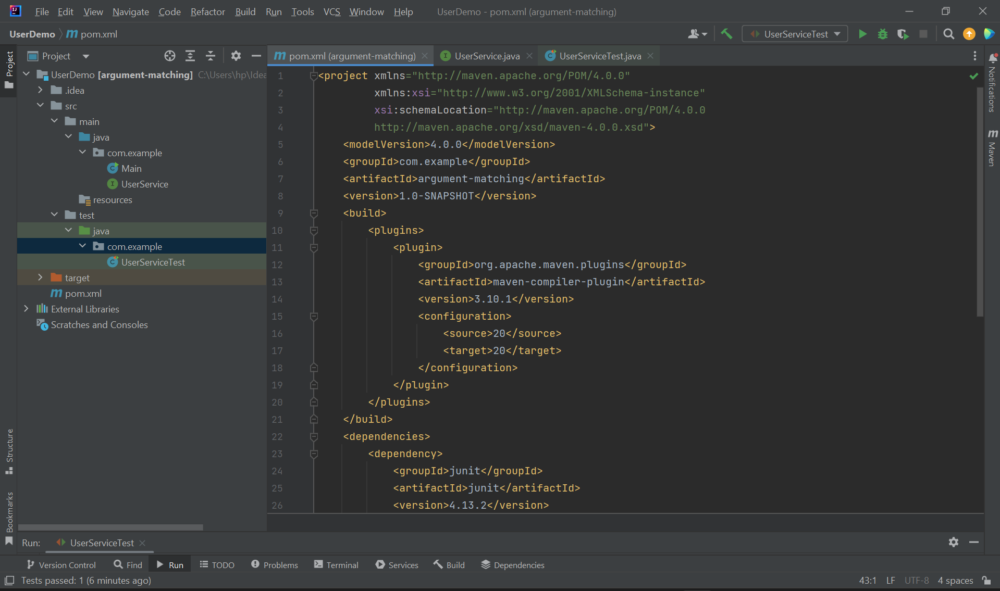 File Edit View Navigate Code Refactor Build Run Tools VCS Window Help UserDemo - pom.xml (argument-matching)
UserDemo pom.xml UserServiceTest
Project
Project
pom.xml (argument-matching) UserService.java UserServiceTest.java
UserDemo [argument-matching] C:\Users\hp\Idea
.idea
src
main
java
com.example
Main
UserService
resources
test
java
com.example
UserServiceTest
target
pom.xml
External Libraries
Scratches and Consoles
1 <project xmlns="http://maven.apache.org/POM/4.0.0"
2 xmlns:xsi="http://www.w3.org/2001/XMLSchema-instance"
3 xsi:schemaLocation="http://maven.apache.org/POM/4.0.0
4 http://maven.apache.org/xsd/maven-4.0.0.xsd">
5 <modelVersion>4.0.0</modelVersion>
6 <groupId>com.example</groupId>
7 <artifactId>argument-matching</artifactId>
8 <version>1.0-SNAPSHOT</version>
9 <build>
10 <plugins>
11 <plugin>
12 <groupId>org.apache.maven.plugins</groupId>
13 <artifactId>maven-compiler-plugin</artifactId>
14 <version>3.10.1</version>
15 <configuration>
16 <source>20</source>
17 <target>20</target>
18 </configuration>
19 </plugin>
20 </plugins>
21 </build>
22 <dependencies>
23 <dependency>
24 <groupId>junit</groupId>
25 <artifactId>junit</artifactId>
26 <version>4.13.2</version>
Notifications
Maven
Structure
Bookmarks
Run: UserServiceTest
Version Control Find Run TODO Problems Terminal Services Build Dependencies
Tests passed: 1 (6 minutes ago) 43:1 LF UTF-8 4 spaces